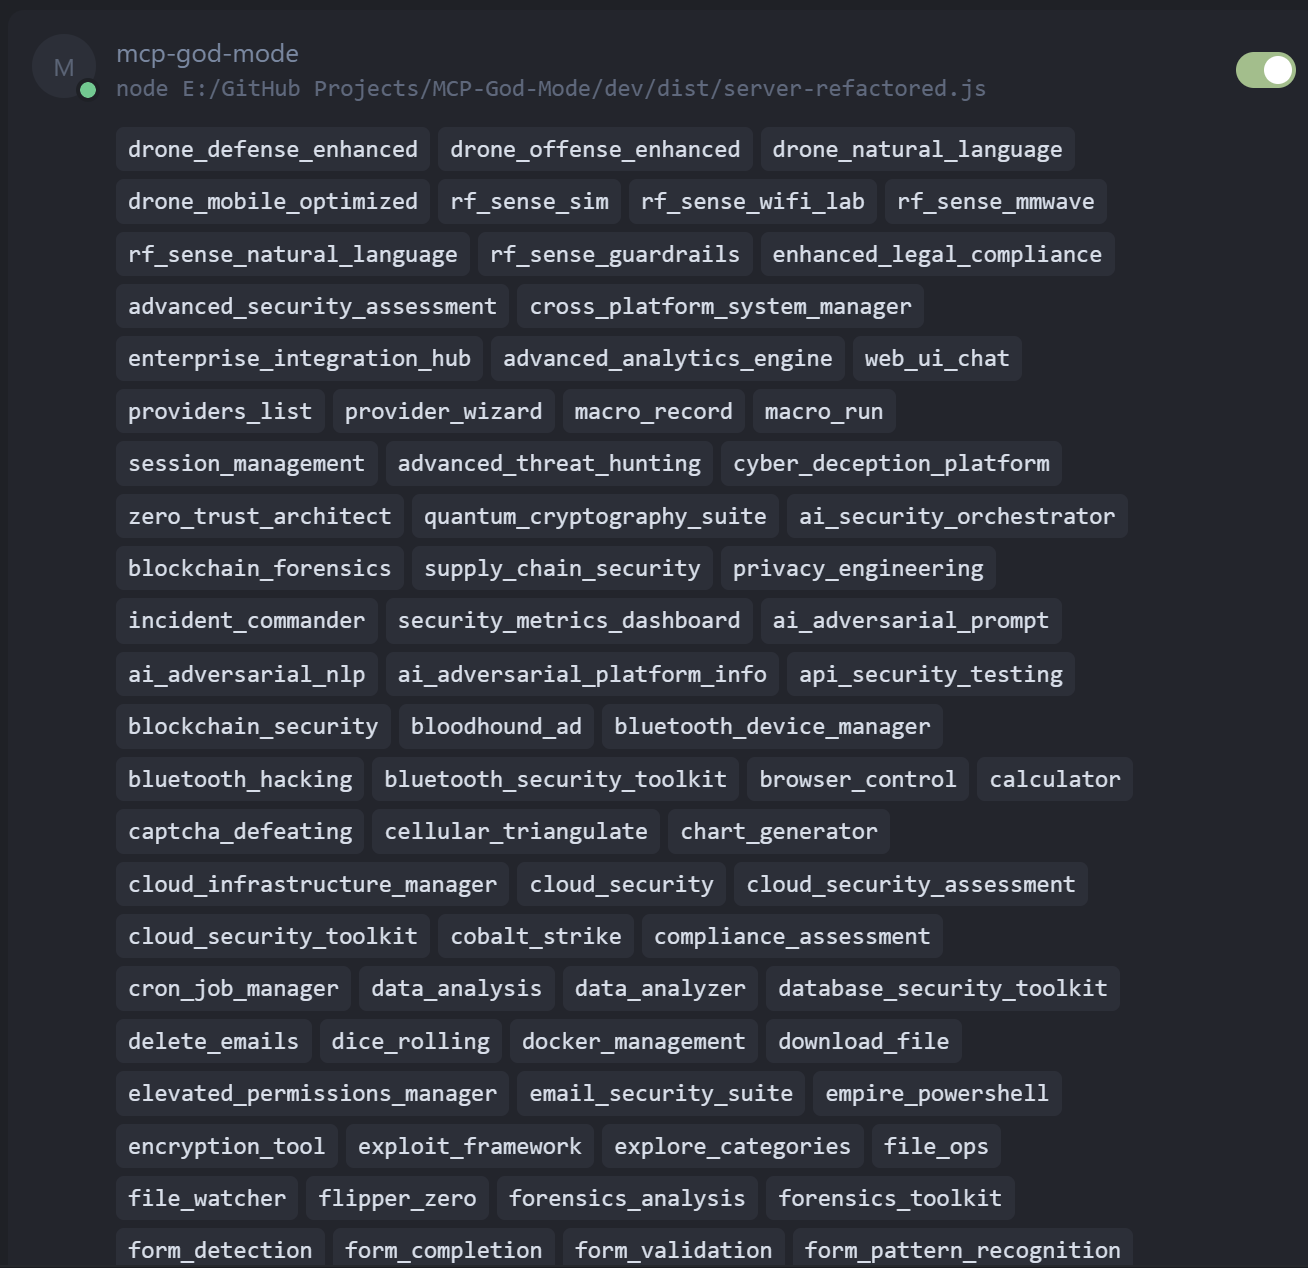 M
mcp-god-mode
node E:/GitHub Projects/MCP-God-Mode/dev/dist/server-refactored.js
drone_defense_enhanced drone_offense_enhanced drone_natural_language
drone_mobile_optimized rf_sense_sim rf_sense_wifi_lab rf_sense_mmwave
rf_sense_natural_language rf_sense_guardrails enhanced_legal_compliance
advanced_security_assessment cross_platform_system_manager
enterprise_integration_hub advanced_analytics_engine web_ui_chat
providers_list provider_wizard macro_record macro_run
session_management advanced_threat_hunting cyber_deception_platform
zero_trust_architect quantum_cryptography_suite ai_security_orchestrator
blockchain_forensics supply_chain_security privacy_engineering
incident_commander security_metrics_dashboard ai_adversarial_prompt
ai_adversarial_nlp ai_adversarial_platform_info api_security_testing
blockchain_security bloodhound_ad bluetooth_device_manager
bluetooth_hacking bluetooth_security_toolkit browser_control calculator
captcha_defeating cellular_triangulate chart_generator
cloud_infrastructure_manager cloud_security cloud_security_assessment
cloud_security_toolkit cobalt_strike compliance_assessment
cron_job_manager data_analysis data_analyzer database_security_toolkit
delete_emails dice_rolling docker_management download_file
elevated_permissions_manager email_security_suite empire_powershell
encryption_tool exploit_framework explore_categories file_ops
file_watcher flipper_zero forensics_analysis forensics_toolkit
form_detection form_completion form_validation form_pattern_recognition